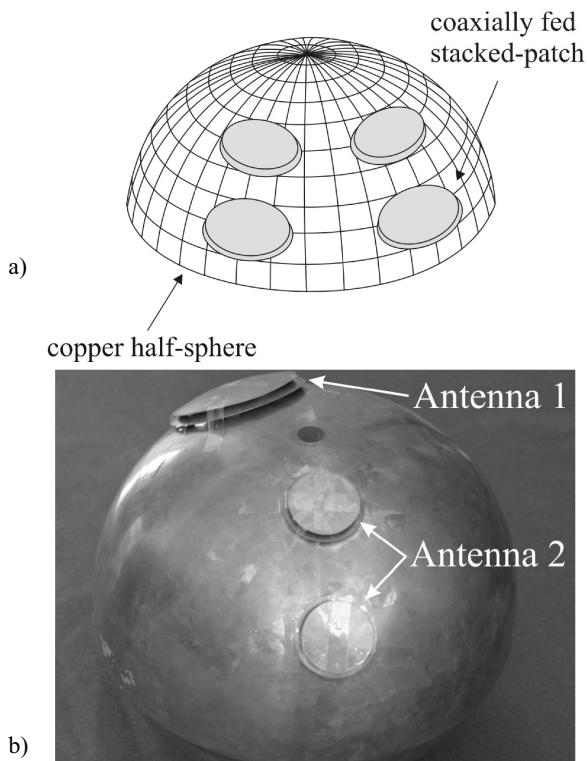 coaxially fed
stacked-patch
a)
copper half-sphere
Antenna 1
Antenna 2
b)